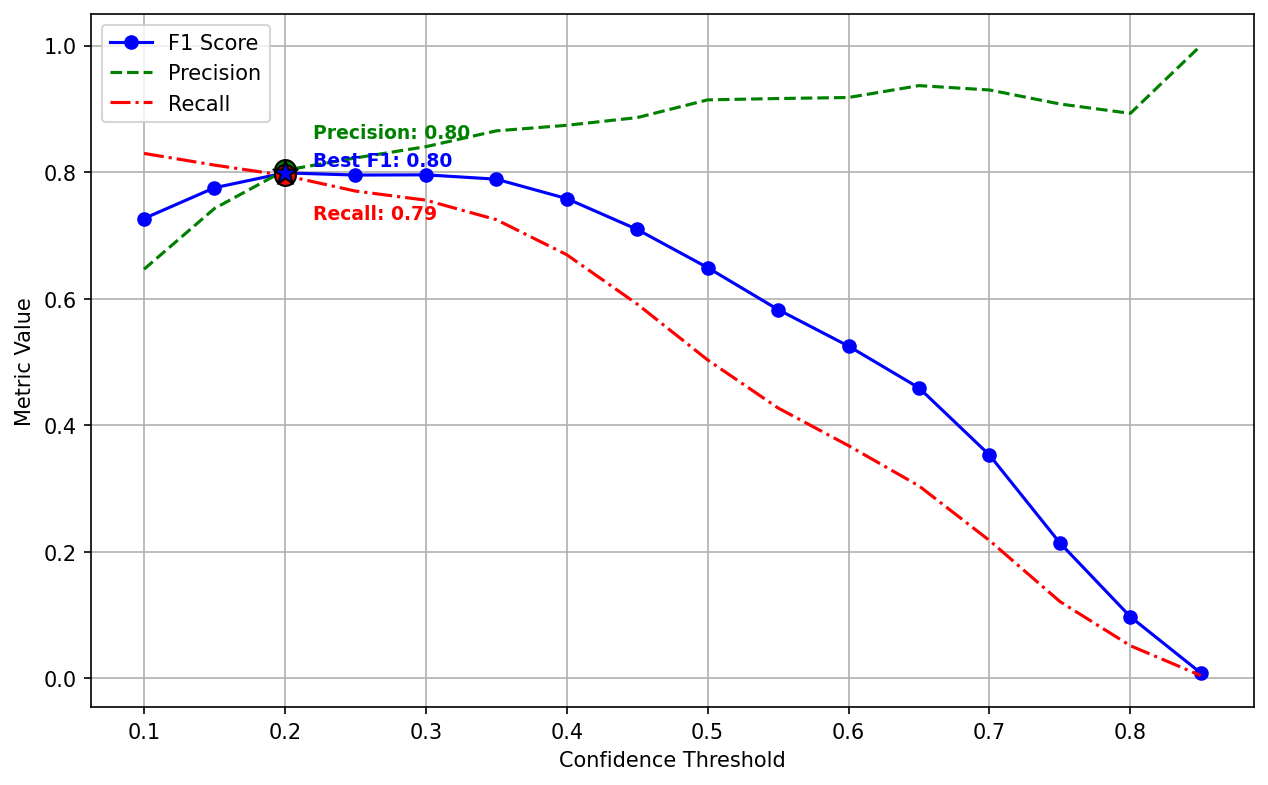 F1 Score
Precision
Recall
Precision: 0.80
Best F1: 0.80
Recall: 0.79
Metric Value
1.0
0.8
0.6
0.4
0.2
0.0
0.1 0.2 0.3 0.4 0.5 0.6 0.7 0.8
Confidence Threshold